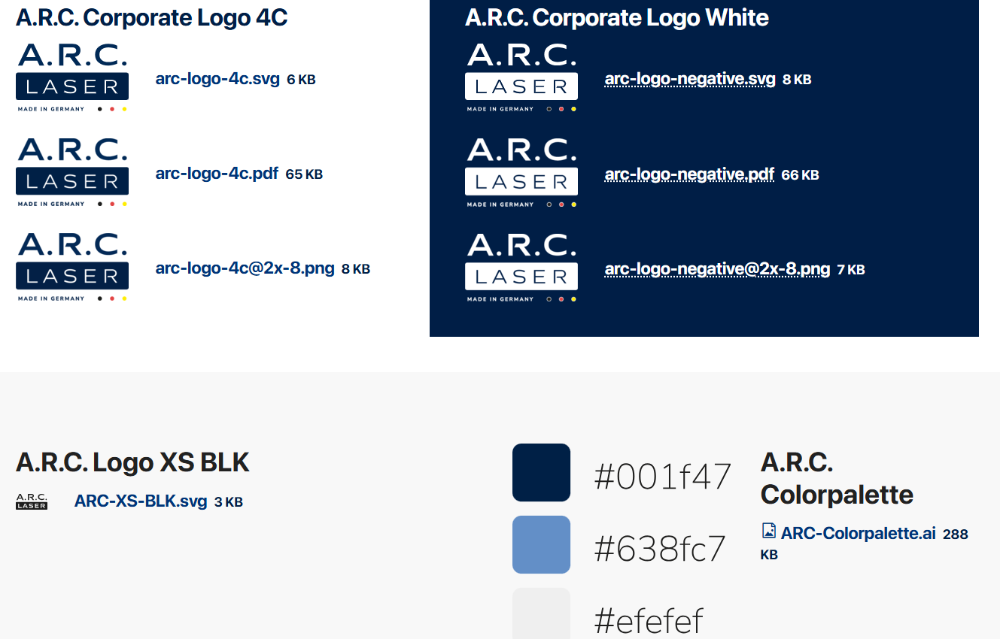 A.R.C. Corporate Logo 4C
A.R.C.
LASER
MADE IN GERMANY
arc-logo-4c.svg 6 KB
A.R.C.
LASER
MADE IN GERMANY
arc-logo-4c.pdf 65 KB
A.R.C.
LASER
MADE IN GERMANY
arc-logo-4c@2x-8.png 8 KB
A.R.C. Corporate Logo White
A.R.C.
LASER
MADE IN GERMANY
arc-logo-negative.svg 8 KB
A.R.C.
LASER
MADE IN GERMANY
arc-logo-negative.pdf 66 KB
A.R.C.
LASER
MADE IN GERMANY
arc-logo-negative@2x-8.png 7 KB
A.R.C. Logo XS BLK
A.R.C.
LASER
ARC-XS-BLK.svg 3 KB
#001f47
#638fc7
#efefef
A.R.C.
Colorpalette
ARC-Colorpalette.ai 288
KB